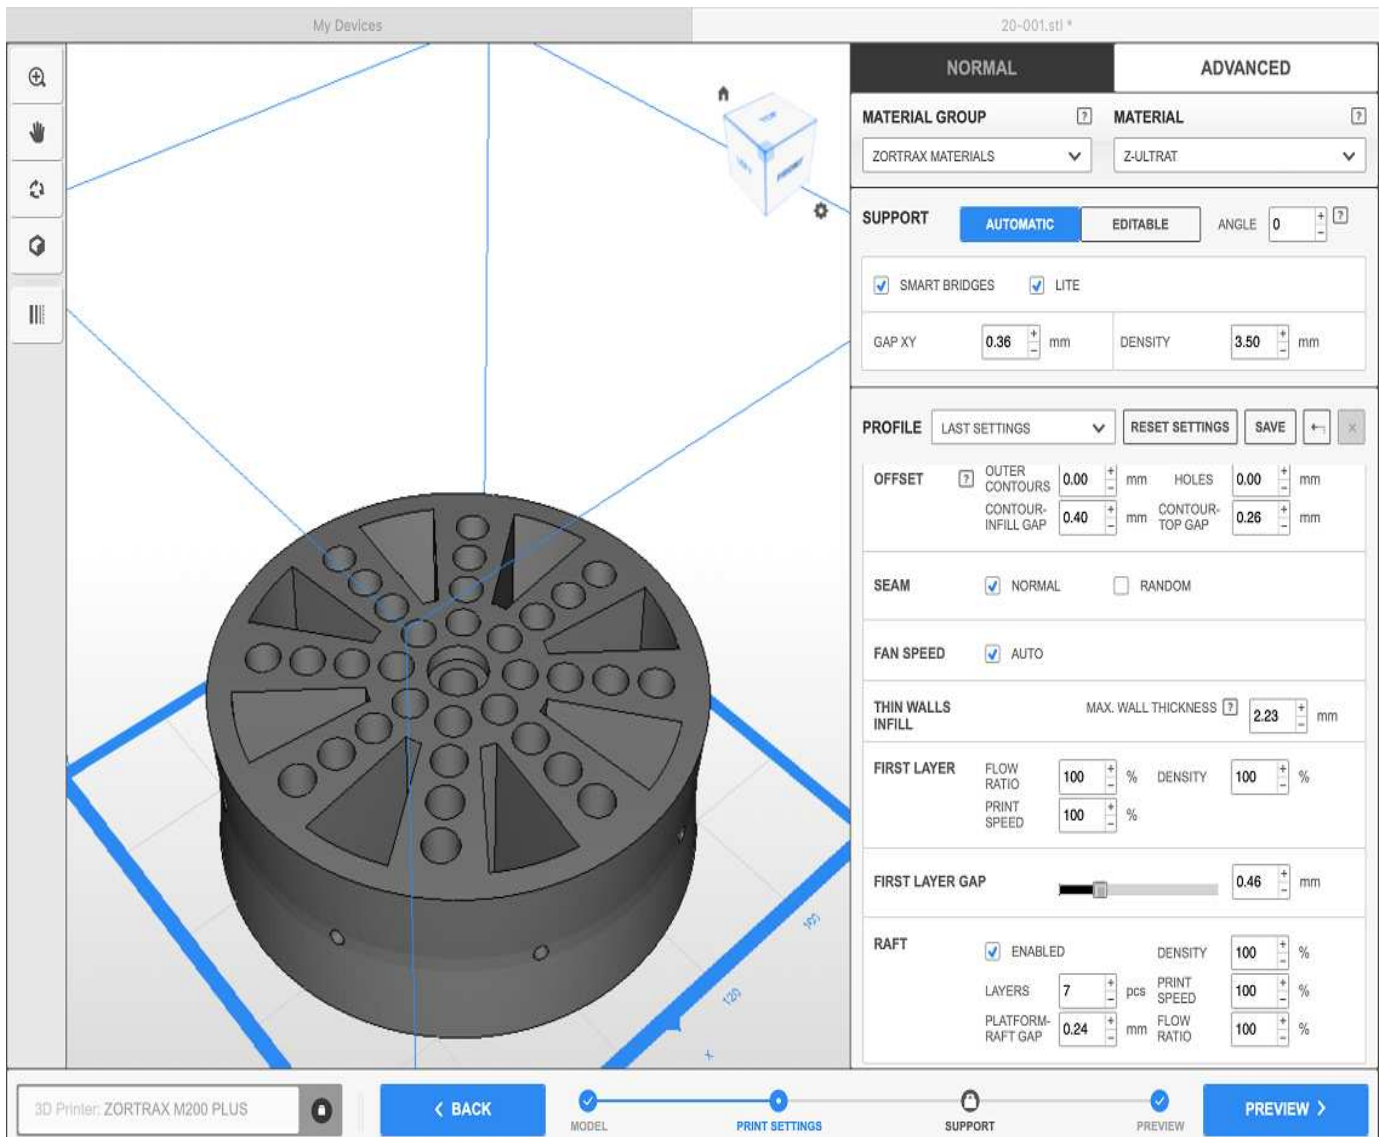 My Devices
20-001.stl *
NORMAL
ADVANCED
MATERIAL GROUP ?
MATERIAL ?
ZORTRAX MATERIALS
Z-ULTRAT
SUPPORT
AUTOMATIC
EDITABLE
ANGLE 0 ?
SMART BRIDGES
LITE
GAP XY 0.36 mm
DENSITY 3.50 mm
PROFILE
LAST SETTINGS
RESET SETTINGS
SAVE
OFFSET ?
OUTER
CONTOURS 0.00 mm
HOLES 0.00 mm
CONTOUR-
INFILL GAP 0.40 mm
CONTOUR-
TOP GAP 0.26 mm
SEAM
NORMAL
RANDOM
FAN SPEED
AUTO
THIN WALLS
INFILL
MAX. WALL THICKNESS ? 2.23 mm
FIRST LAYER
FLOW
RATIO 100 %
DENSITY 100 %
PRINT
SPEED 100 %
FIRST LAYER GAP
0.46 mm
RAFT
ENABLED
DENSITY 100 %
LAYERS 7 pcs
PRINT
SPEED 100 %
PLATFORM-
RAFT GAP 0.24 mm
FLOW
RATIO 100 %
120
X
3D Printer: ZORTRAX M200 PLUS
< BACK
MODEL
PRINT SETTINGS
SUPPORT
PREVIEW
PREVIEW >